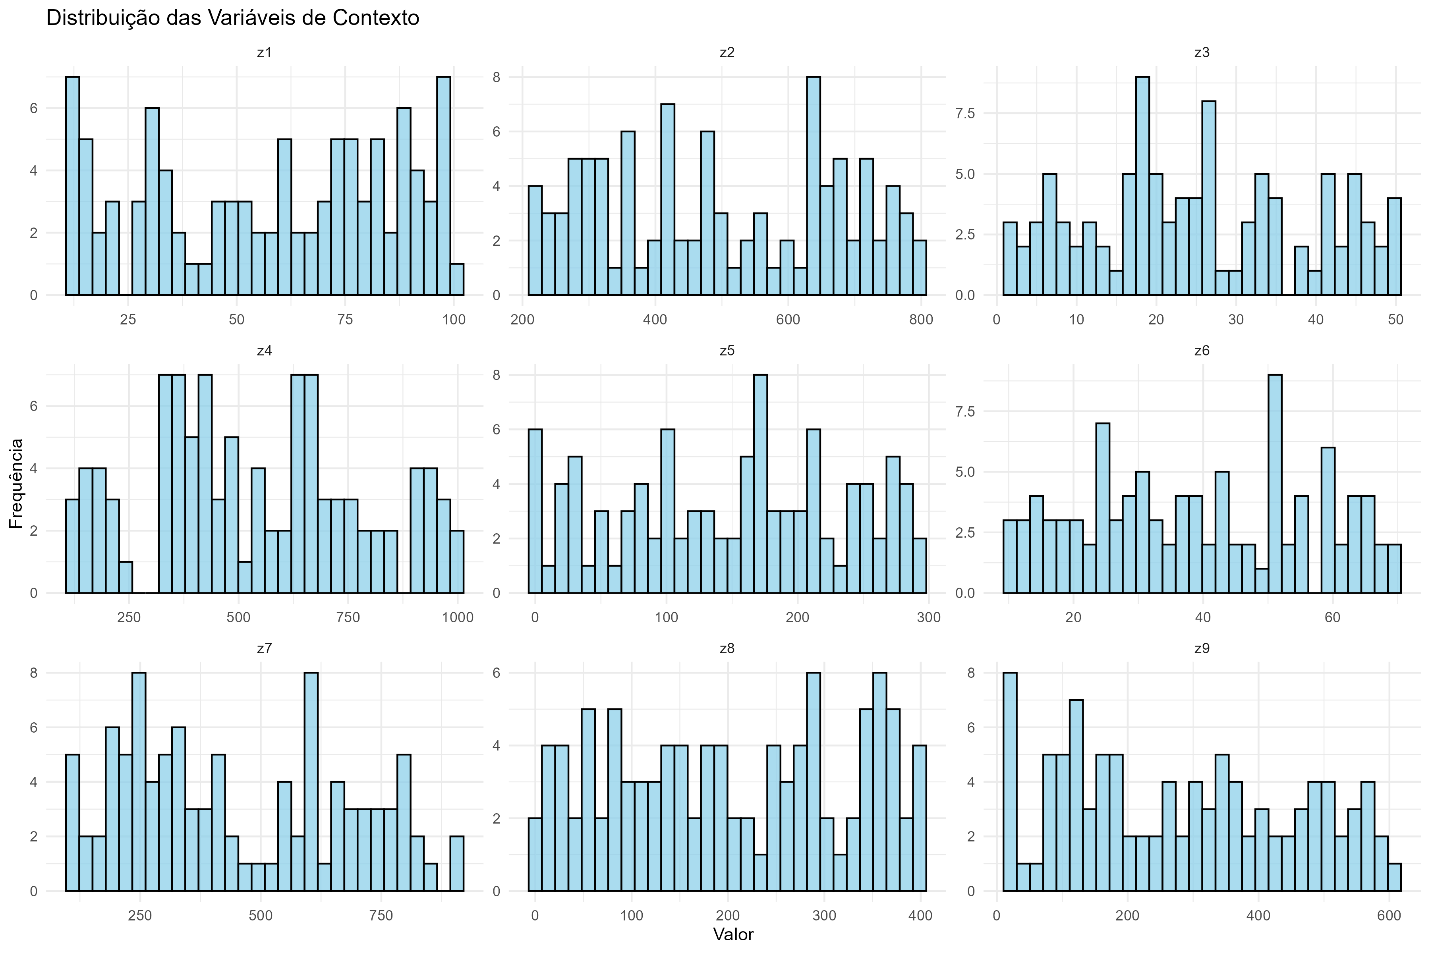 Distribuição das Variáveis de Contexto
z1 z2 z3
6 4 2 0
25 50 75 100
8 6 4 2 0
200 400 600 800
7.5 5.0 2.5 0.0
0 10 20 30 40 50
z4 z5 z6
Frequência
6 4 2 0
250 500 750 1000
8 6 4 2 0
0 100 200 300
7.5 5.0 2.5 0.0
20 40 60
z7 z8 z9
8 6 4 2 0
250 500 750
6 4 2 0
0 100 200 300 400
8 6 4 2 0
0 200 400 600
Valor